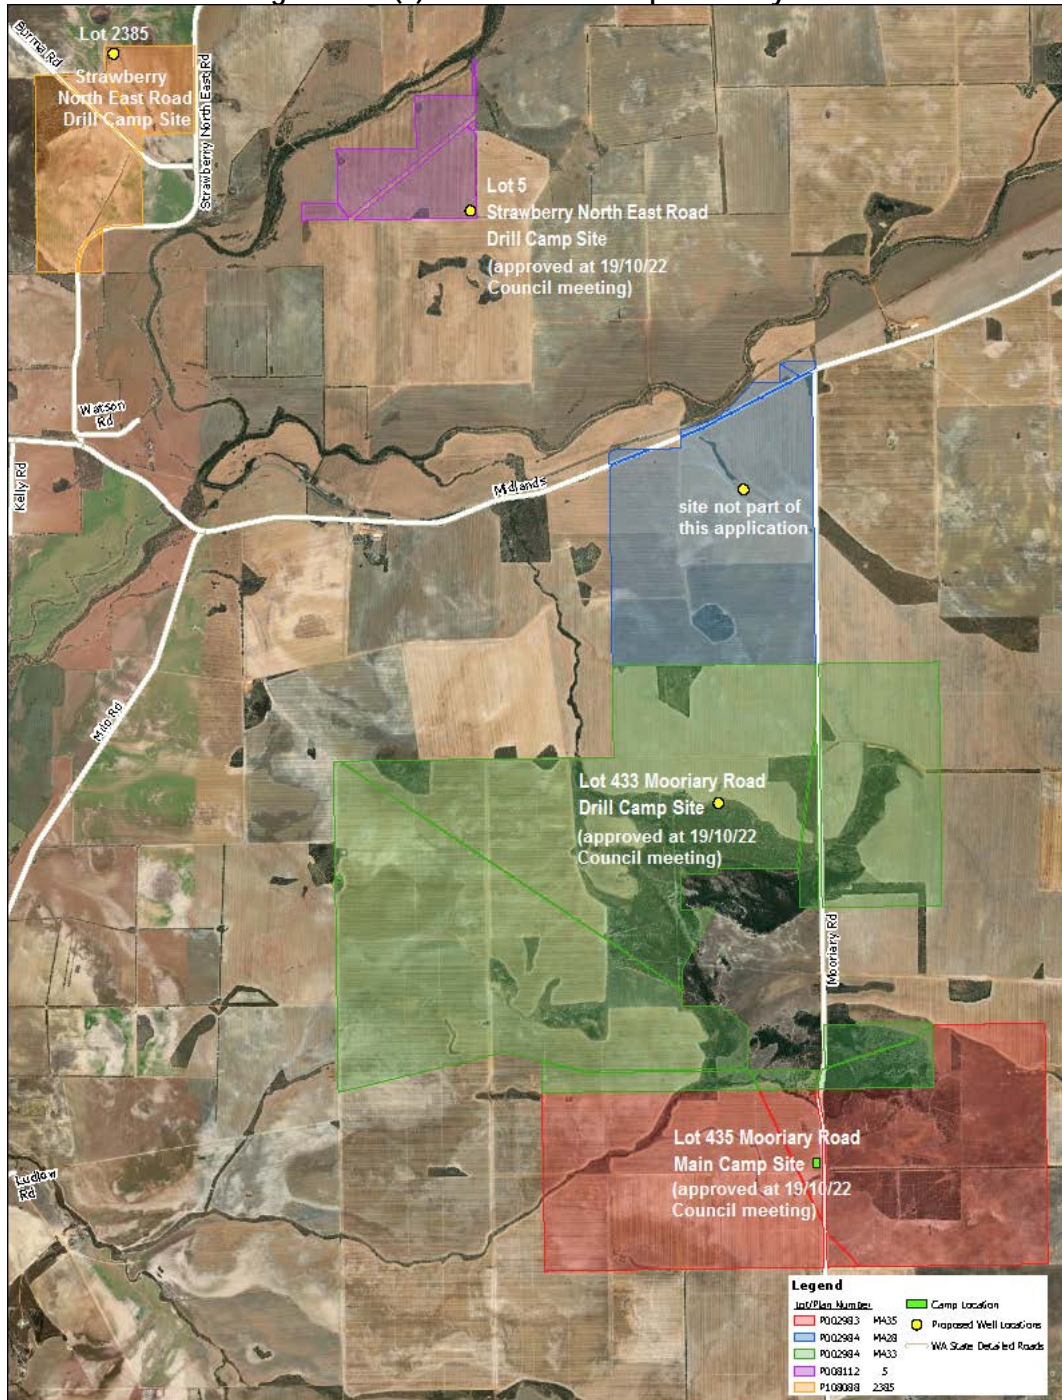 Lot 2385
Burma Rd
Strawberry
North East Road
Drill Camp Site
Strawberry North East Rd
Lot 5
Strawberry North East Road
Drill Camp Site
(approved at 19/10/22
Council meeting)
Watson
Rd
Kelly Rd
Midlands
site not part of
this application
Milo Rd
Lot 433 Mooriary Road
Drill Camp Site
(approved at 19/10/22
Council meeting)
Mooriary Rd
Lot 435 Mooriary Road
Main Camp Site
(approved at 19/10/22
Council meeting)
Ludlow
Rd
Legend
Lot/Plan Number
P002983 M435
P002984 M428
P002984 M433
P008112 5
P108088 2385
Camp Location
Proposed Well Locations
WA State Detailed Roads